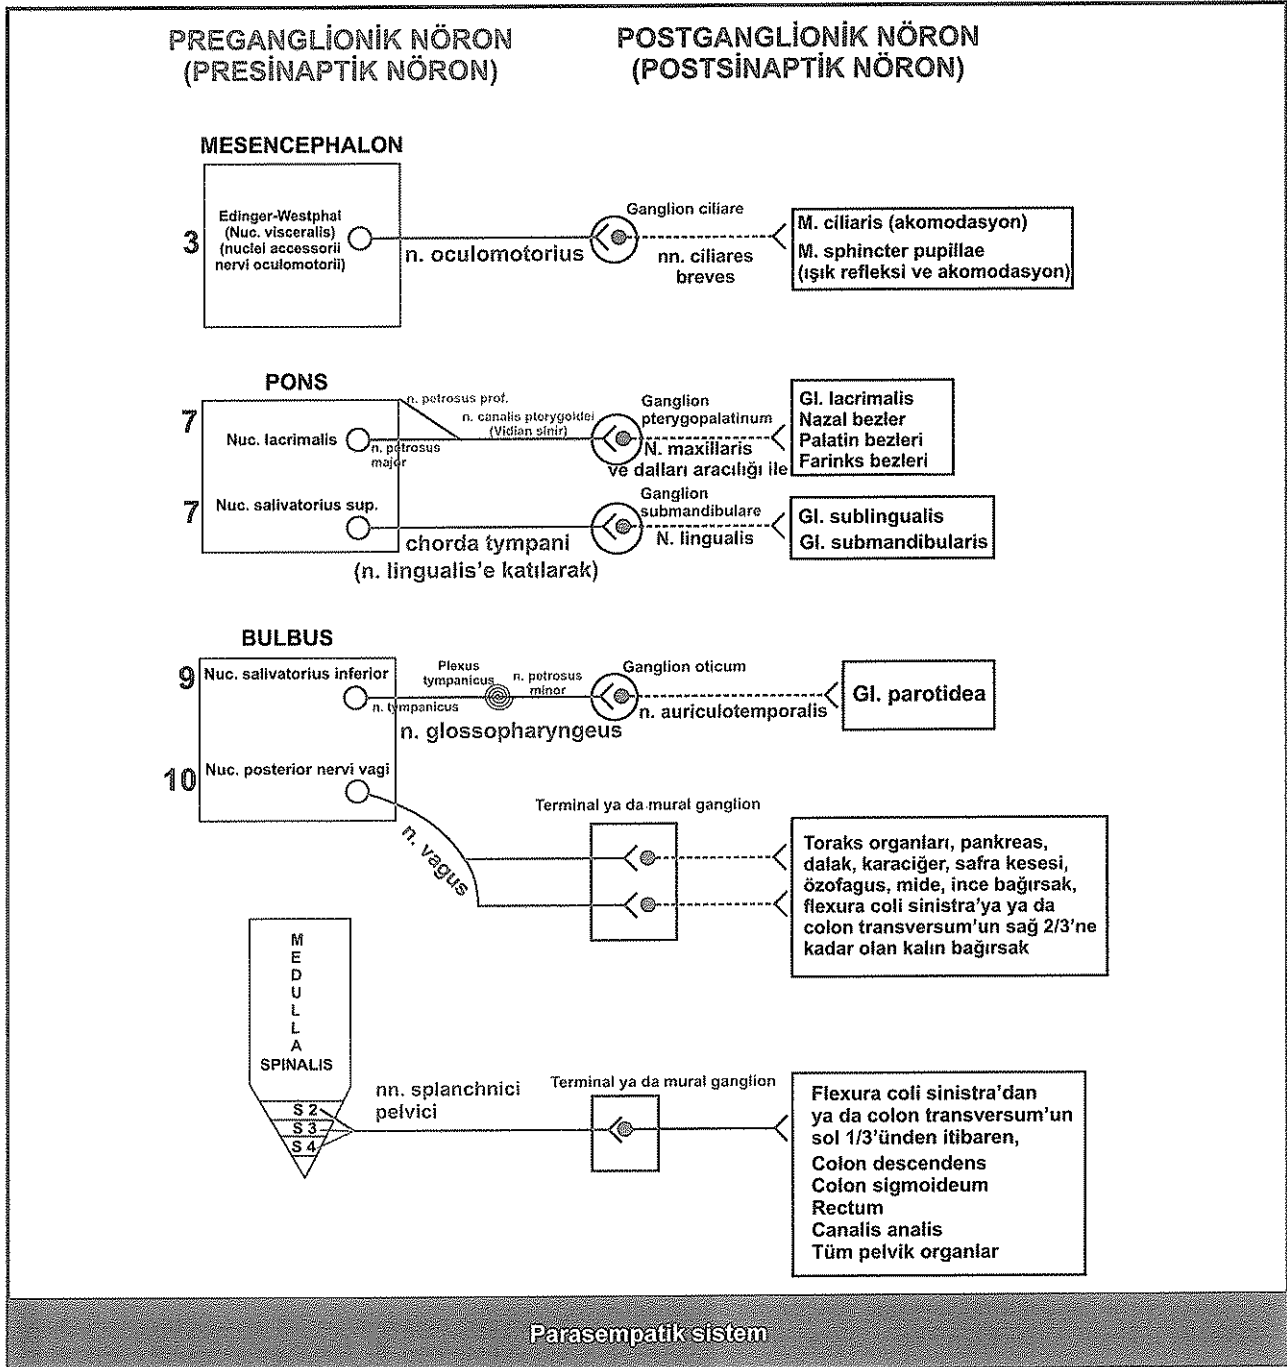 PREGANGLİONİK NÖRON
(PRESİNAPTİK NÖRON)
POSTGANGLİONİK NÖRON
(POSTSİNAPTİK NÖRON)
MESENCEPHALON
3
Edinger-Westphal
(Nuc. visceralis)
(nuclei accessorii
nervi oculomotorii)
n. oculomotorius
Ganglion ciliare
nn. ciliares
breves
M. ciliaris (akomodasyon)
M. sphincter pupillae
(ışık refleksi ve akomodasyon)
PONS
7
Nuc. lacrimalis
n. petrosus prof.
n. petrosus
major
n. canalis pterygoidei
(Vidian sinir)
Ganglion
pterygopalatinum
N. maxillaris
ve dalları aracılığı ile
Gl. lacrimalis
Nazal bezler
Palatin bezleri
Farinks bezleri
7
Nuc. salivatorius sup.
chorda tympani
(n. lingualis'e katılarak)
Ganglion
submandibulare
N. lingualis
Gl. sublingualis
Gl. submandibularis
BULBUS
9
Nuc. salivatorius inferior
n. tympanicus
Plexus
tympanicus
n. petrosus
minor
n. glossopharyngeus
Ganglion oticum
n. auriculotemporalis
Gl. parotidea
10
Nuc. posterior nervi vagi
n. vagus
Terminal ya da mural ganglion
Toraks organları, pankreas,
dalak, karaciğer, safra kesesi,
özofagus, mide, ince bağırsak,
flexura coli sinistra'ya ya da
colon transversum'un sağ 2/3'ne
kadar olan kalın bağırsak
M
E
D
U
L
L
A
SPINALIS
S 2
S 3
S 4
nn. splanchnici
pelvici
Terminal ya da mural ganglion
Flexura coli sinistra'dan
ya da colon transversum'un
sol 1/3'ünden itibaren,
Colon descendens
Colon sigmoideum
Rectum
Canalis analis
Tüm pelvik organlar
Parasempatik sistem